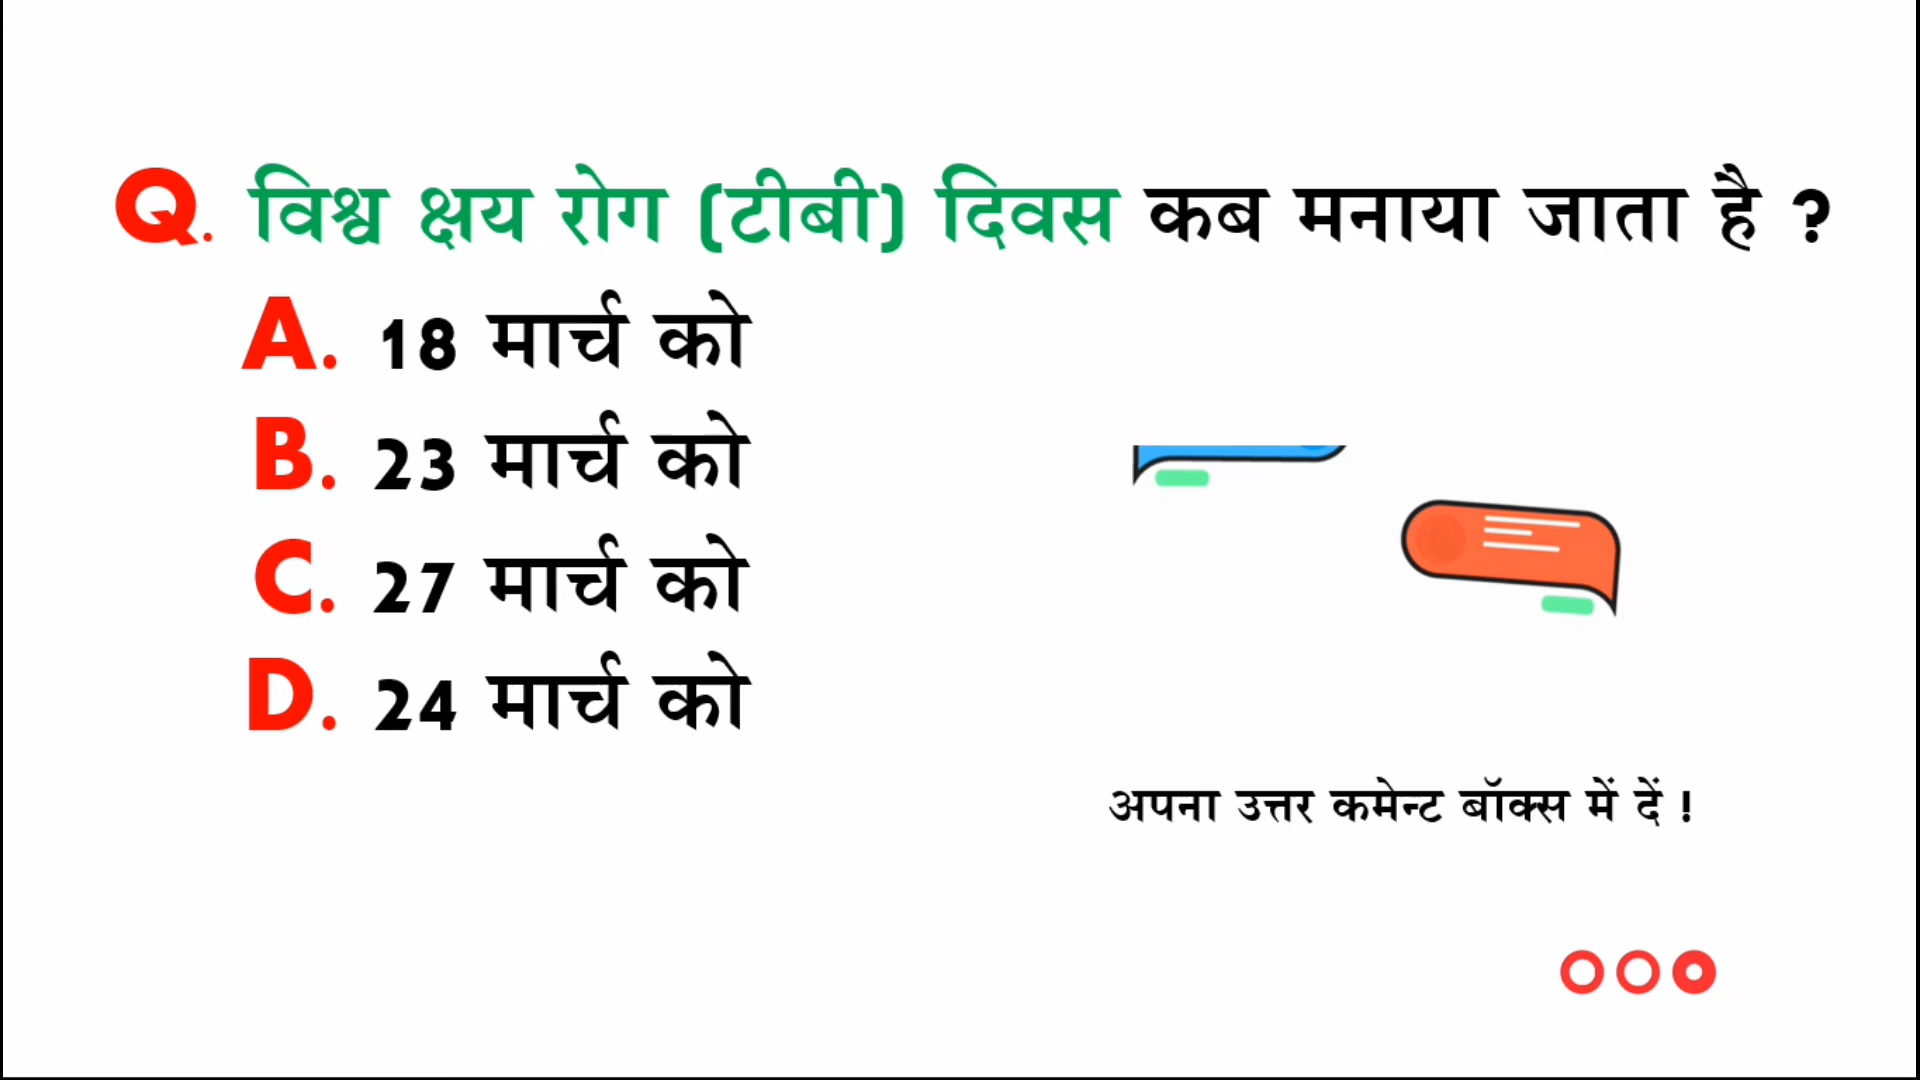 Q. विश्व क्षय रोग (टीबी) दिवस कब मनाया जाता है ?
A. 18 मार्च को
B. 23 मार्च को
C. 27 मार्च को
D. 24 मार्च को
अपना उत्तर कमेन्ट बॉक्स में दें !